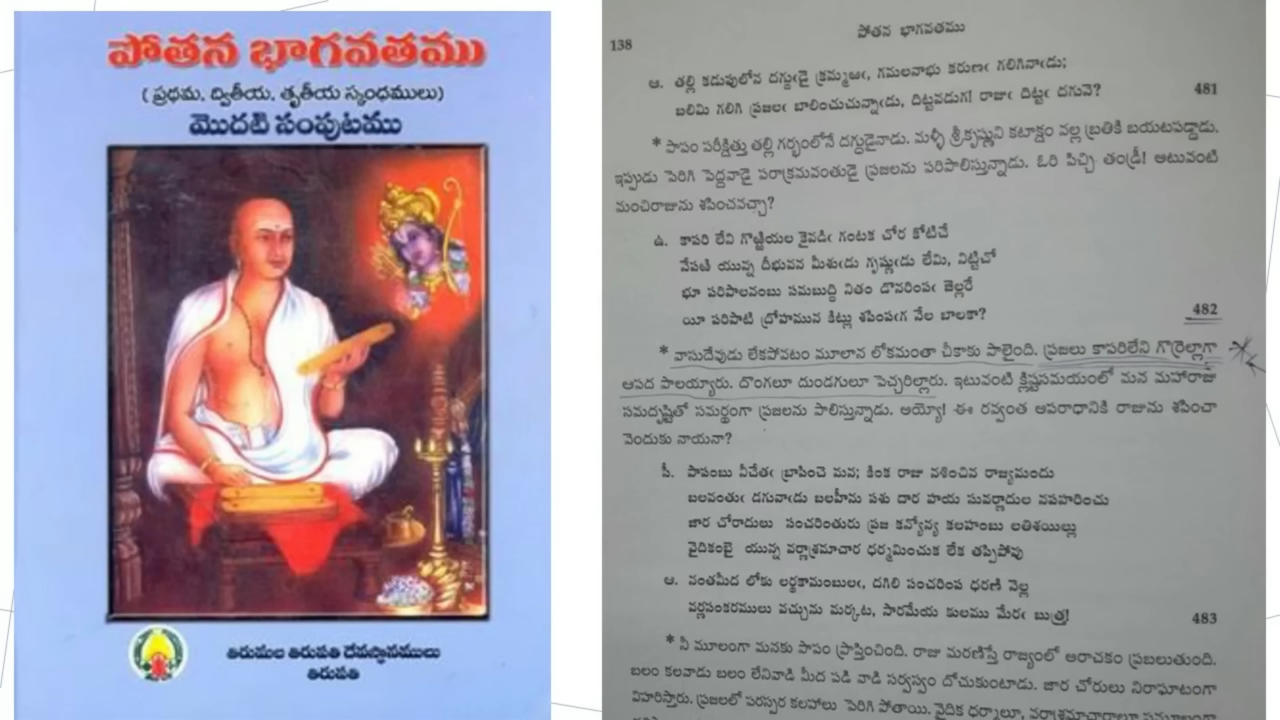 పోతన భాగవతము
( ప్రథమ, ద్వితీయ, తృతీయ స్కంధములు)
మొదటి సంపుటము
తిరుమల తిరుపతి దేవస్థానములు
తిరుపతి
138
పోతన భాగవతము
ఆ. తల్లి కడుపులోన దగ్ధుఁడై క్రమ్మఱఁ, గమలనాభు కరుణఁ గలిగినాఁడు;
బలిమి గలిగి ప్రజలఁ బాలించుచున్నాఁడు, దిట్టవడుగ! రాజుఁ దిట్టఁ దగువె? 481
* పాపం పరీక్షిత్తు తల్లి గర్భంలోనే దగ్ధుడైనాడు. మళ్ళీ శ్రీకృష్ణుని కటాక్షం వల్ల బ్రతికి బయటపడ్డాడు.
ఇప్పుడు పెరిగి పెద్దవాడై పరాక్రమవంతుడై ప్రజలను పరిపాలిస్తున్నాడు. ఓరి పిచ్చి తండ్రీ! అటువంటి
మంచిరాజును శపించవచ్చా?
ఉ. కాపరి లేని గొఱ్ఱియల కైవడిఁ గంటక చోర కోటిచే
నేపఱి యున్న దీభువన మీశుఁడు గృష్ణుఁడు లేమి, నిట్టిచో
భూ పరిపాలనంబు సమబుద్ధి నితం డొనరింపఁ జెల్లరే
యీ పరిపాటి ద్రోహమున కిట్లు శపింపఁగ నేల బాలకా? 482
* వాసుదేవుడు లేకపోవటం మూలాన లోకమంతా చీకాకు పాలైంది. ప్రజలు కాపరిలేని గొర్రెల్లాగా
ఆపద పాలయ్యారు. దొంగలూ దుండగులూ పెచ్చరిల్లారు. ఇటువంటి క్లిష్టసమయంలో మన మహారాజు
సమదృష్టితో సమర్థంగా ప్రజలను పాలిస్తున్నాడు. అయ్యో! ఈ రవ్వంత అపరాధానికి రాజును శపించా
వెందుకు నాయనా?
సీ. పాపంబు నీచేతఁ బ్రాపించె మన; కింక రాజు నశించిన రాజ్యమందు
బలవంతుఁ డగువాఁడు బలహీను పశు దార హయ సువర్ణాదుల నపహరించు
జార చోరాదులు సంచరింతురు ప్రజ కన్యోన్య కలహంబు లతిశయిల్లు
వైదికంబై యున్న వర్ణాశ్రమాచార ధర్మమించుక లేక తప్పిపోవు
ఆ. నంతమీద లోకు లర్థకామంబులఁ, దగిలి సంచరింప ధరణి నెల్ల
వర్ణసంకరములు వచ్చును మర్కట, సారమేయ కులము మేరఁ బుత్ర! 483
* నీ మూలంగా మనకు పాపం ప్రాప్తించింది. రాజు మరణిస్తే రాజ్యంలో అరాచకం ప్రబలుతుంది.
బలం కలవాడు బలం లేనివాడి మీద పడి వాడి సర్వస్వం దోచుకుంటాడు. జార చోరులు నిరాఘాటంగా
విహరిస్తారు. ప్రజలలో పరస్పర కలహాలు పెరిగి పోతాయి. వైదిక ధర్మాలూ, వర్ణాశ్రమాచారాలూ